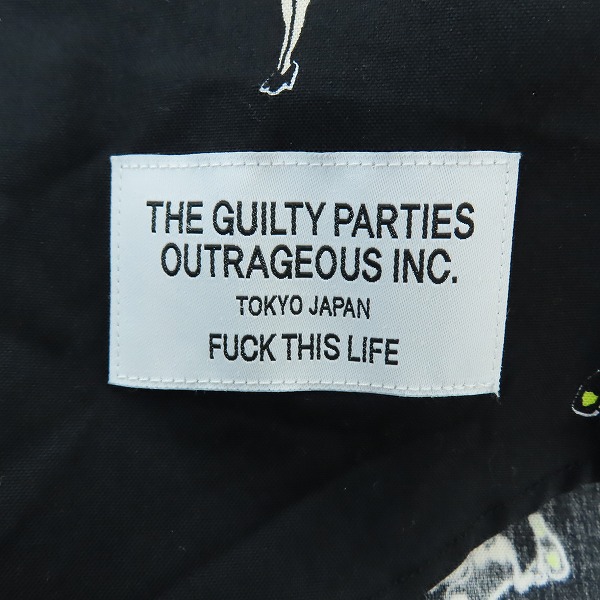 THE GUILTY PARTIES
OUTRAGEOUS INC.
TOKYO JAPAN
FUCK THIS LIFE